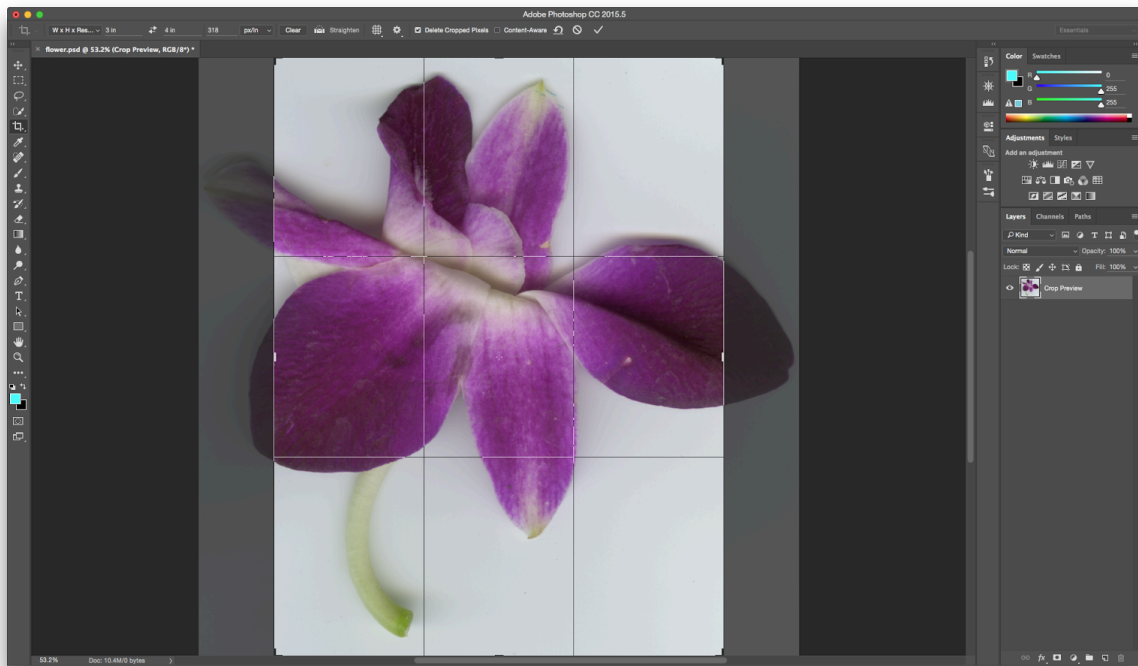 Adobe Photoshop CC 2015.5
W x H x Res... 3 in 4 in 318 px/in Clear Straighten Delete Cropped Pixels Content-Aware Essentials
× flower.psd @ 53.2% (Crop Preview, RGB/8*) *
Color Swatches
R 0
G 255
B 255
Adjustments Styles
Add an adjustment
Layers Channels Paths
Kind
Normal Opacity: 100%
Lock: Fill: 100%
Crop Preview
53.2% Doc: 10.4M/0 bytes